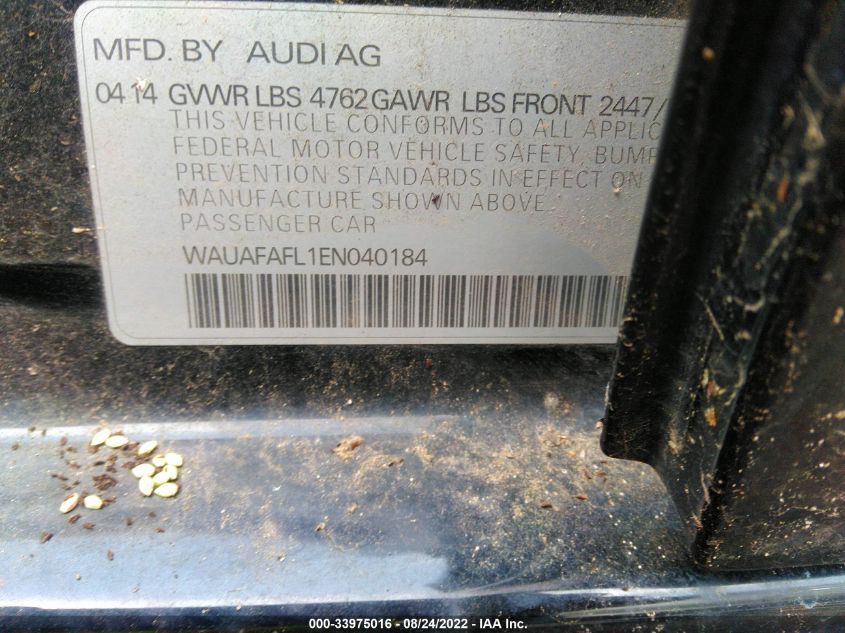 MFD. BY AUDI AG
04 14 GVWR LBS 4762 GAWR LBS FRONT 2447/
THIS VEHICLE CONFORMS TO ALL
FEDERAL MOTOR VEHICLE SAFETY, 
PREVENTION STANDARDS IN EFFECT ON
MANUFACTURE SHOWN ABOVE.
PASSENGER CAR
WAUAFAFL1EN040184
000-33975016 - 08/24/2022 - IAA Inc.